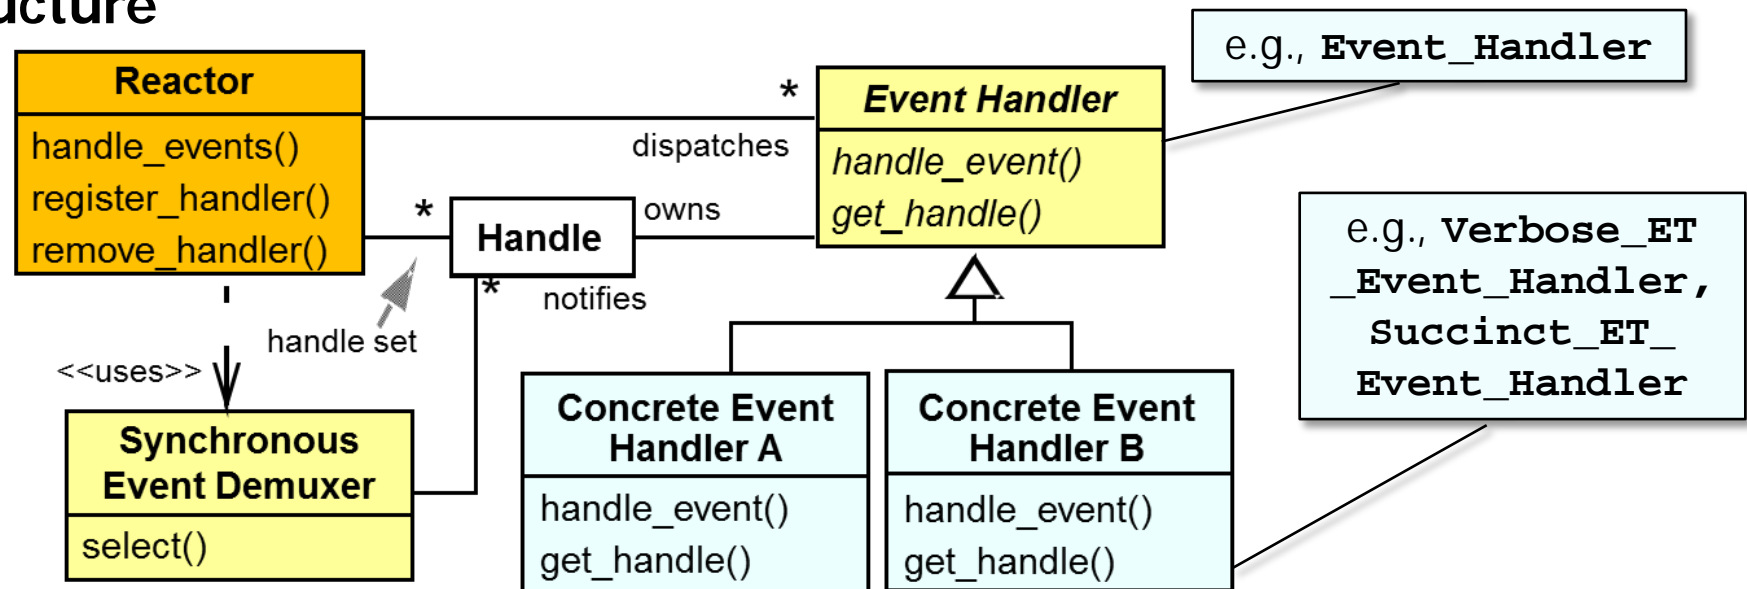 ucture
Reactor
handle_events()
register_handler()
remove_handler()
*
dispatches
Event Handler
handle_event()
get_handle()
e.g., Event_Handler
*
Handle
owns
*
notifies
handle set
<<uses>>
Synchronous
Event Demuxer
select()
Concrete Event
Handler A
handle_event()
get_handle()
Concrete Event
Handler B
handle_event()
get_handle()
e.g., Verbose_ET
_Event_Handler,
Succinct_ET_
Event_Handler